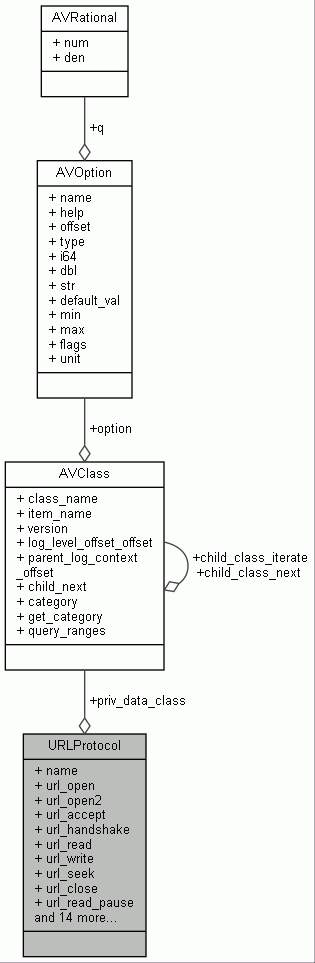 AVRational
+ num
+ den
+q
AVOption
+ name
+ help
+ offset
+ type
+ i64
+ dbl
+ str
+ default_val
+ min
+ max
+ flags
+ unit
+option
AVClass
+ class_name
+ item_name
+ version
+ log_level_offset_offset
+ parent_log_context
_offset
+ child_next
+ category
+ get_category
+ query_ranges
+child_class_iterate
+child_class_next
+priv_data_class
URLProtocol
+ name
+ url_open
+ url_open2
+ url_accept
+ url_handshake
+ url_read
+ url_write
+ url_seek
+ url_close
+ url_read_pause
and 14 more...